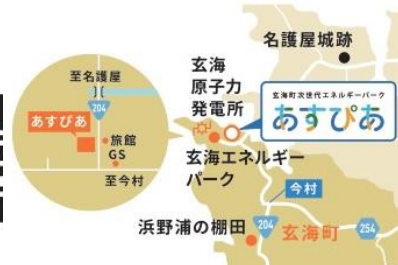 至名護屋
204
あすぴあ
旅館
GS
至今村
名護屋城跡
玄海
原子力
発電所
玄海町次世代エネルギーパーク
あすぴあ
玄海エネルギー
パーク
今村
浜野浦の棚田
204
玄海町
254